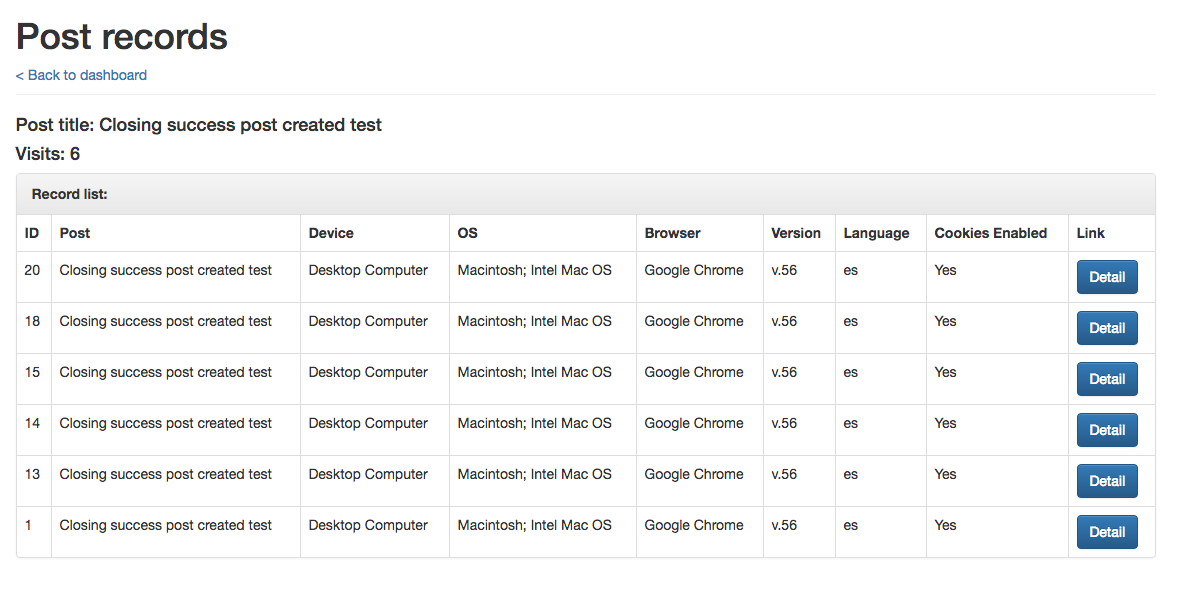 Post records
< Back to dashboard
Post title: Closing success post created test
Visits: 6
Record list:
ID Post Device OS Browser Version Language Cookies Enabled Link
20 Closing success post created test Desktop Computer Macintosh; Intel Mac OS Google Chrome v.56 es Yes Detail
18 Closing success post created test Desktop Computer Macintosh; Intel Mac OS Google Chrome v.56 es Yes Detail
15 Closing success post created test Desktop Computer Macintosh; Intel Mac OS Google Chrome v.56 es Yes Detail
14 Closing success post created test Desktop Computer Macintosh; Intel Mac OS Google Chrome v.56 es Yes Detail
13 Closing success post created test Desktop Computer Macintosh; Intel Mac OS Google Chrome v.56 es Yes Detail
1 Closing success post created test Desktop Computer Macintosh; Intel Mac OS Google Chrome v.56 es Yes Detail